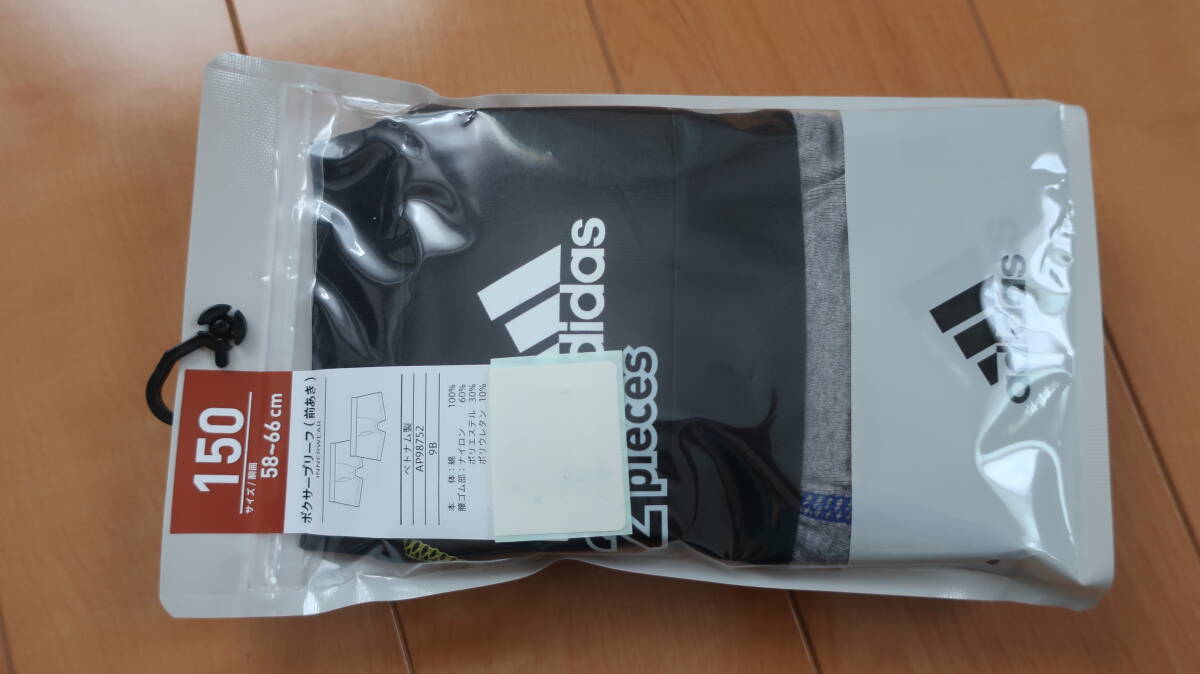 150
サイズ/胴囲
58~66cm
ボクサーブリーフ(前あき)
INNERWEAR
ベトナム製
AP98752
9B
本 体:綿 100%
腰ゴム部:ナイロン 60%
ポリエステル 30%
ポリウレタン 10%
adidas
2 pieces
adidas